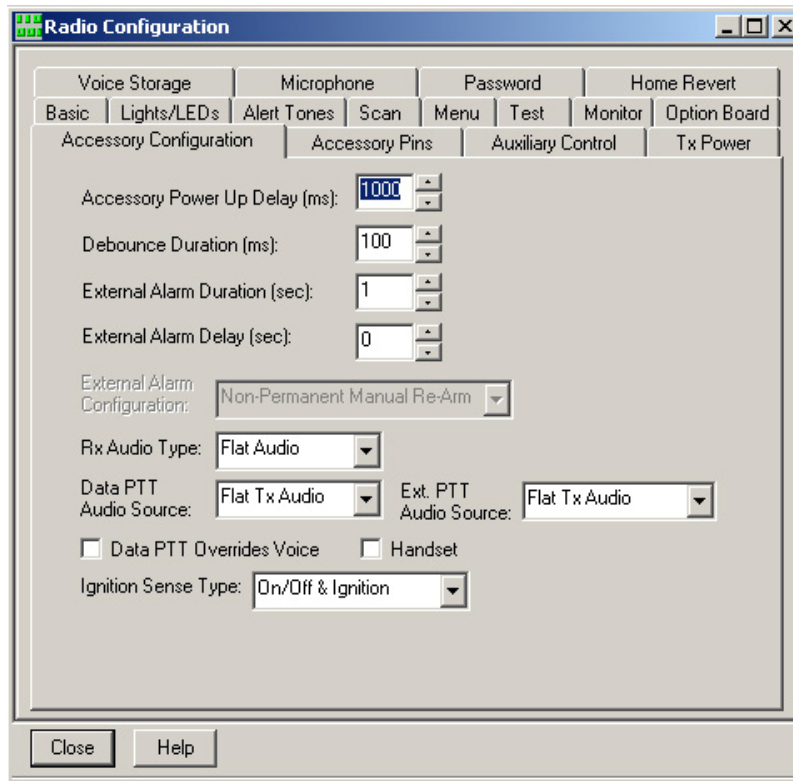 Radio Configuration
Voice Storage Microphone Password Home Revert
Basic Lights/LEDs Alert Tones Scan Menu Test Monitor Option Board
Accessory Configuration Accessory Pins Auxiliary Control Tx Power
Accessory Power Up Delay (ms): 1000
Debounce Duration (ms): 100
External Alarm Duration (sec): 1
External Alarm Delay (sec): 0
External Alarm
Configuration: Non-Permanent Manual Re-Arm
Rx Audio Type: Flat Audio
Data PTT
Audio Source: Flat Tx Audio
Ext. PTT
Audio Source: Flat Tx Audio
Data PTT Overrides Voice Handset
Ignition Sense Type: On/Off & Ignition
Close Help